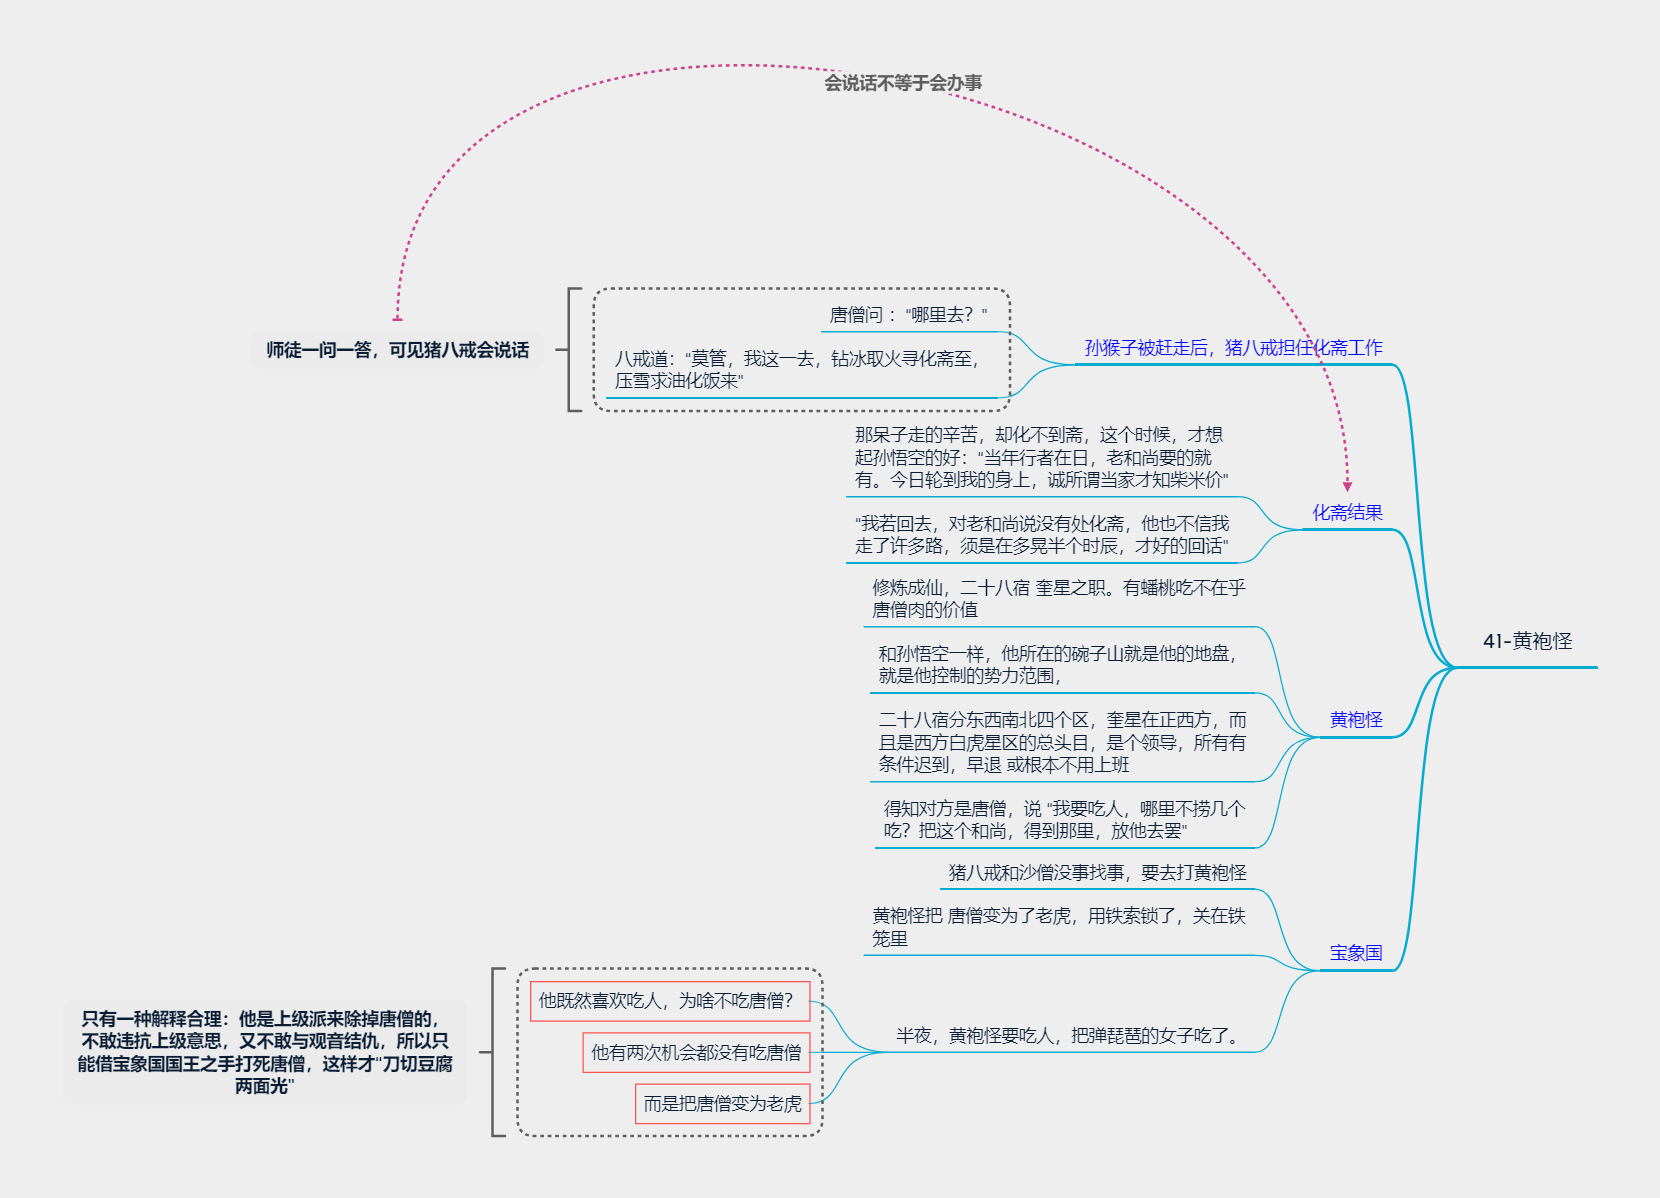 会说话不等于会办事
41-黄袍怪
孙猴子被赶走后，猪八戒担任化斋工作
唐僧问 ："哪里去？"
八戒道："莫管，我这一去，钻冰取火寻化斋至，
压雪求油化饭来"
师徒一问一答，可见猪八戒会说话
化斋结果
那呆子走的辛苦，却化不到斋，这个时候，才想
起孙悟空的好："当年行者在日，老和尚要的就
有。今日轮到我的身上，诚所谓当家才知柴米价"
"我若回去，对老和尚说没有处化斋，他也不信我
走了许多路，须是在多晃半个时辰，才好的回话"
黄袍怪
修炼成仙，二十八宿 奎星之职。有蟠桃吃不在乎
唐僧肉的价值
和孙悟空一样，他所在的碗子山就是他的地盘，
就是他控制的势力范围，
二十八宿分东西南北四个区，奎星在正西方，而
且是西方白虎星区的总头目，是个领导，所有有
条件迟到，早退 或根本不用上班
得知对方是唐僧，说 "我要吃人，哪里不捞几个
吃？把这个和尚，得到那里，放他去罢"
宝象国
猪八戒和沙僧没事找事，要去打黄袍怪
黄袍怪把 唐僧变为了老虎，用铁索锁了，关在铁
笼里
半夜，黄袍怪要吃人，把弹琵琶的女子吃了。
他既然喜欢吃人，为啥不吃唐僧？
他有两次机会都没有吃唐僧
而是把唐僧变为老虎
只有一种解释合理：他是上级派来除掉唐僧的，
不敢违抗上级意思，又不敢与观音结仇，所以只
能借宝象国国王之手打死唐僧，这样才"刀切豆腐
两面光"